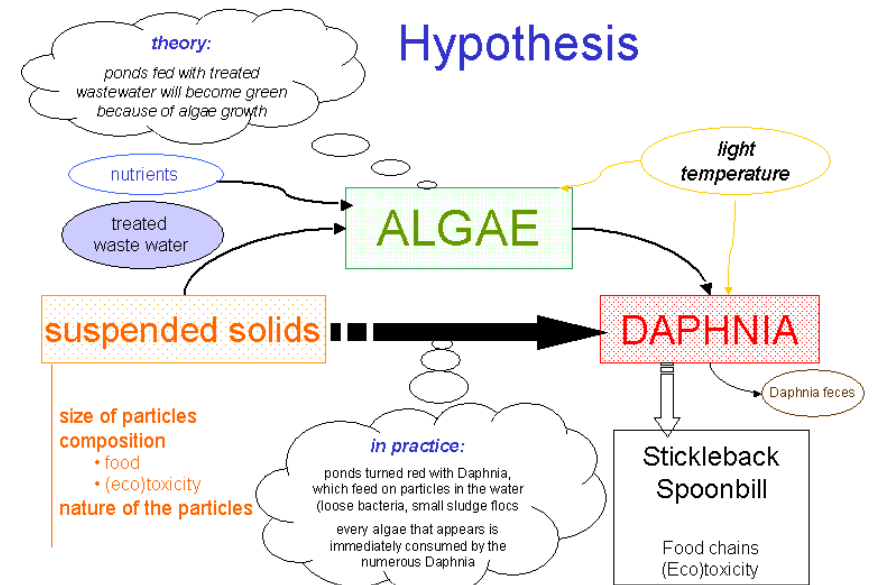 Hypothesis
theory:
ponds fed with treated
wastewater will become green
because of algae growth
nutrients
treated
waste water
ALGAE
light
temperature
suspended solids
DAPHNIA
size of particles
composition
• food
• (eco)toxicity
nature of the particles
in practice:
ponds turned red with Daphnia,
which feed on particles in the water
(loose bacteria, small sludge flocs
every algae that appears is
immediately consumed by the
numerous Daphnia
Daphnia feces
Stickleback
Spoonbill
Food chains
(Eco)toxicity